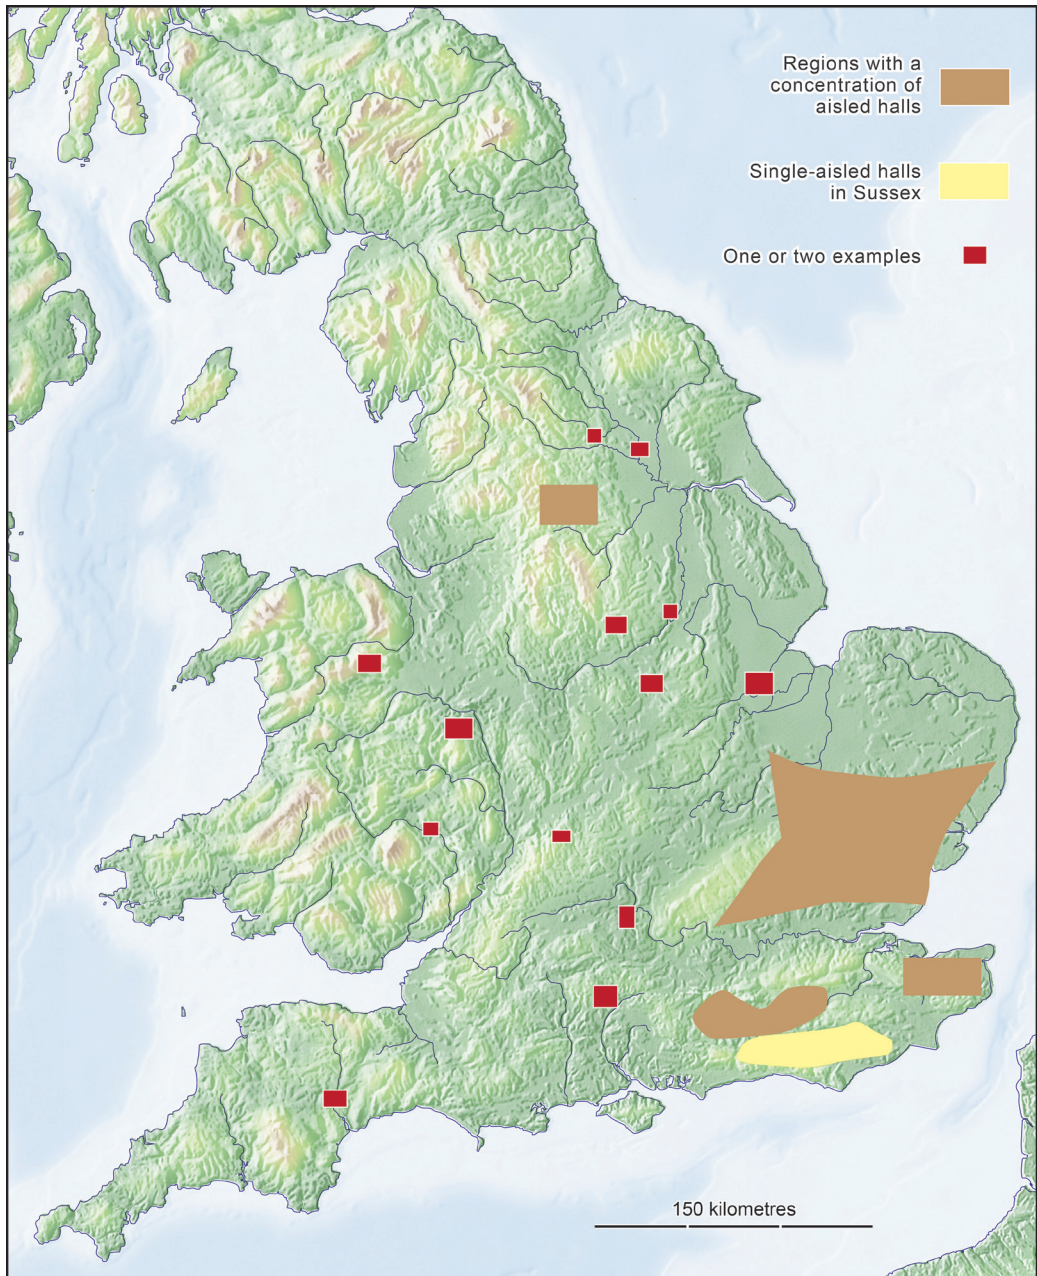 Regions with a
concentration of
aisled halls
Single-aisled halls
in Sussex
One or two examples
150 kilometres